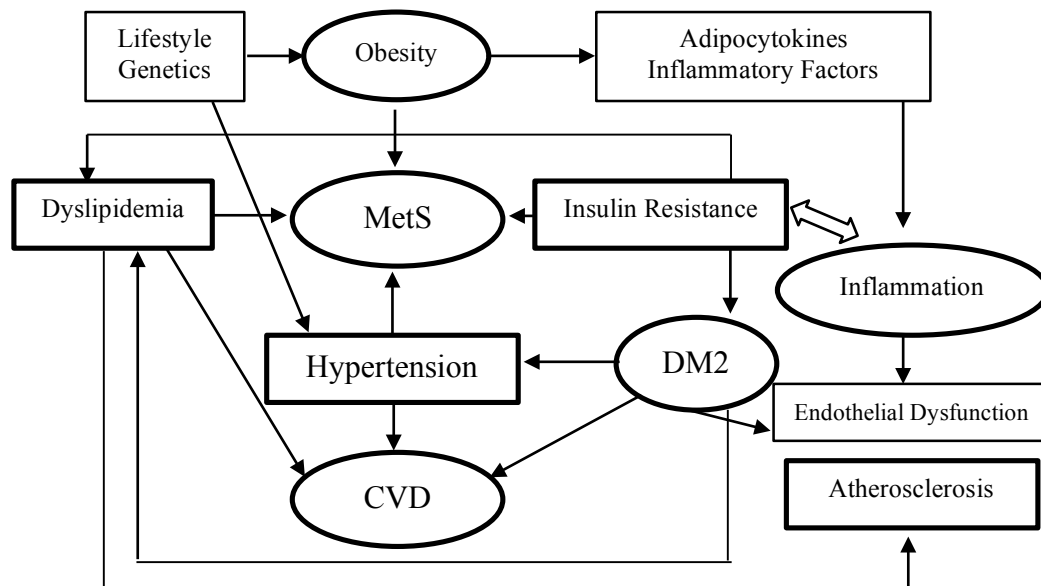 Lifestyle
Genetics
Obesity
Adipocytokines
Inflammatory Factors
Dyslipidemia
MetS
Insulin Resistance
Inflammation
Hypertension
DM2
Endothelial Dysfunction
CVD
Atherosclerosis